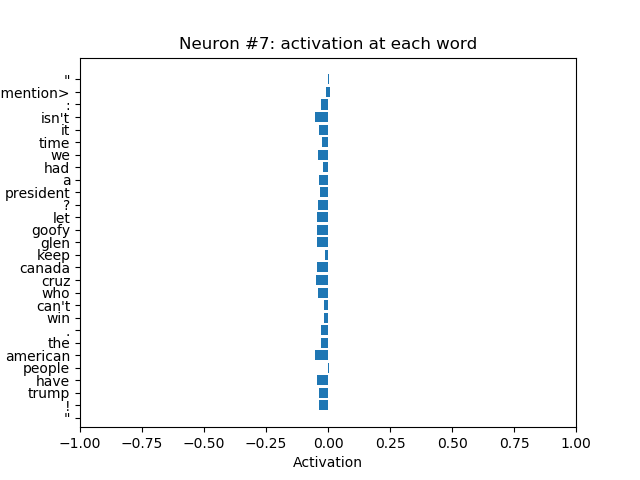 Neuron #7: activation at each word
"
mention>
:
isn't
it
time
we
had
a
president
?
let
goofy
glen
keep
canada
cruz
who
can't
win
.
the
american
people
have
trump
!
"
−1.00 −0.75 −0.50 −0.25 0.00 0.25 0.50 0.75 1.00
Activation